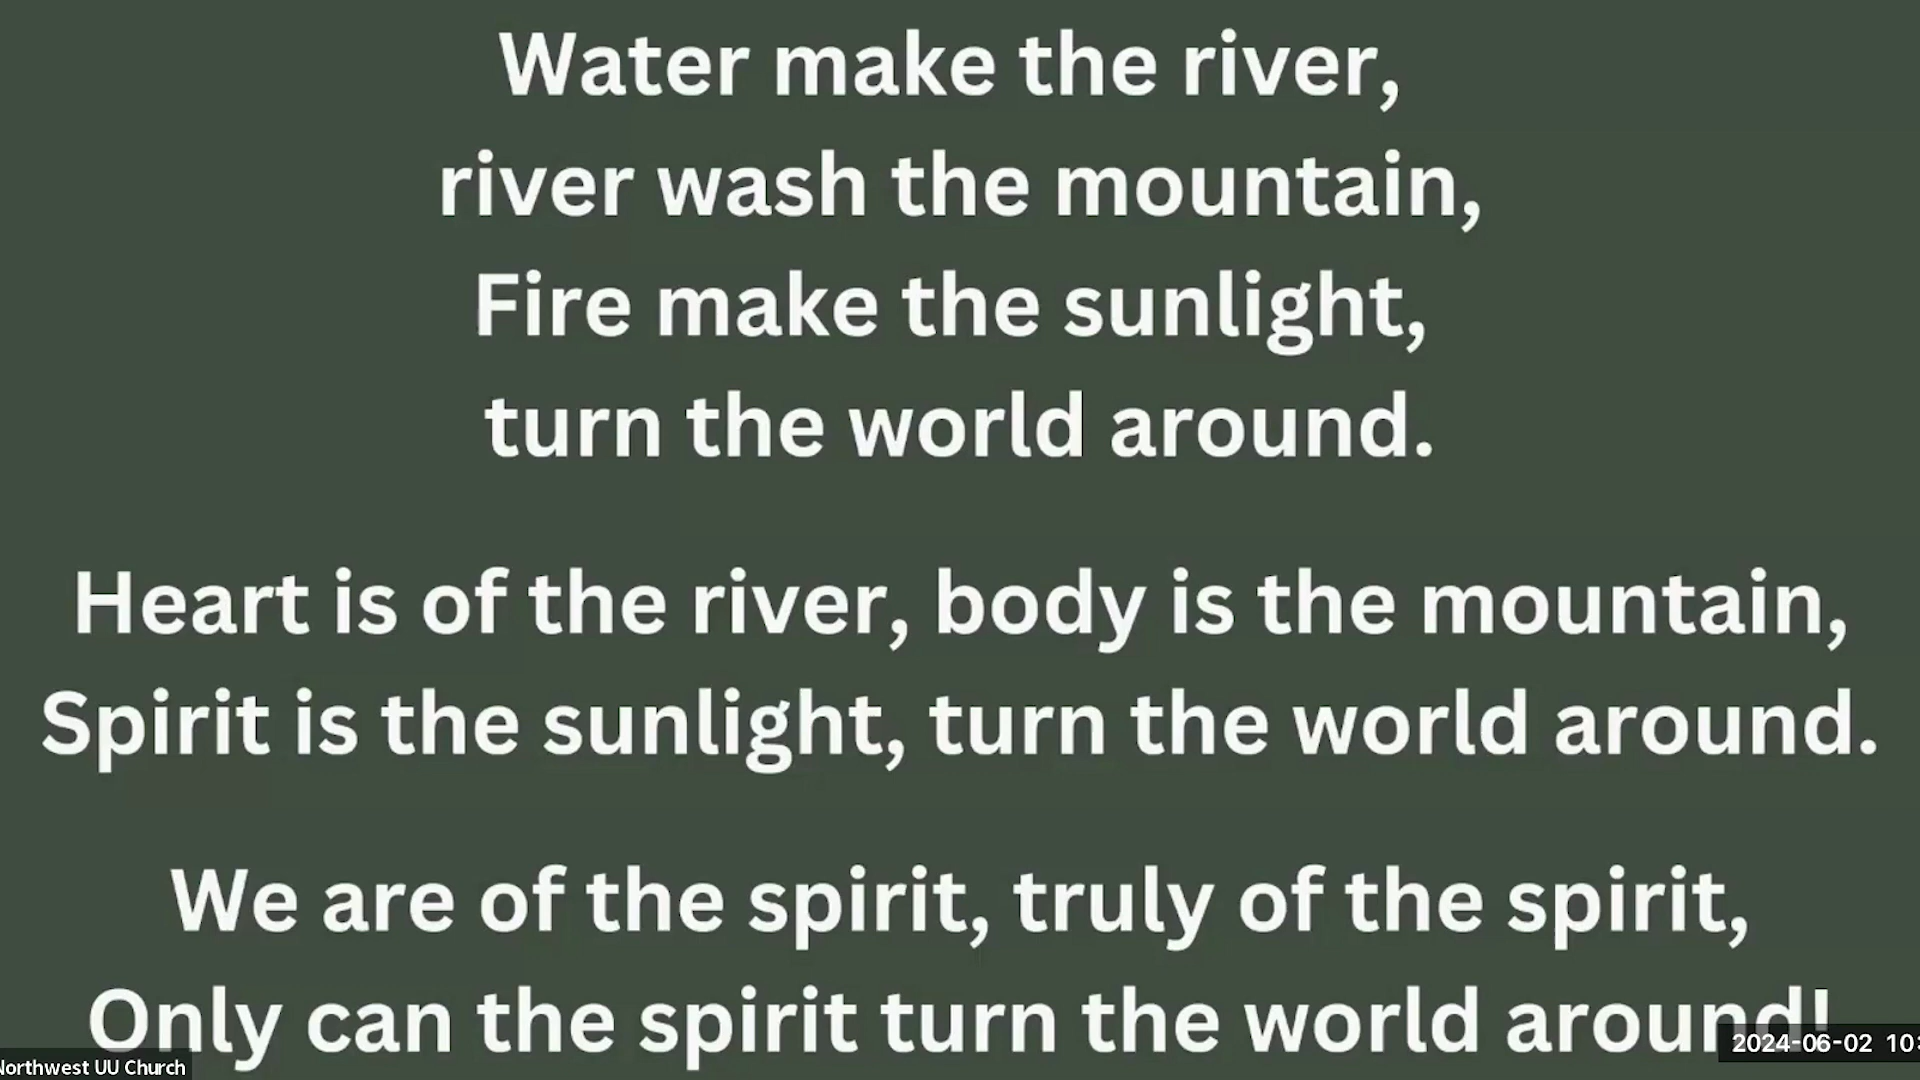 Water make the river,
river wash the mountain,
Fire make the sunlight,
turn the world around.
Heart is of the river, body is the mountain,
Spirit is the sunlight, turn the world around.
We are of the spirit, truly of the spirit,
Only can the spirit turn the world around!
Northwest UU Church
2024-06-02 10: